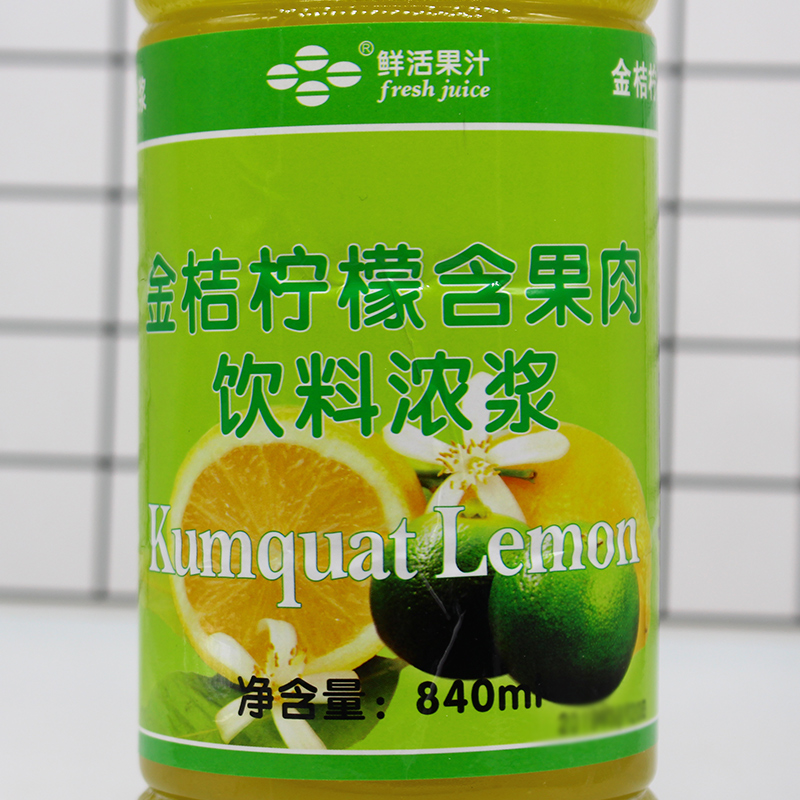 ®鲜活果汁
fresh juice
金桔柠
浆
金桔柠檬含果肉
饮料浓浆
Kumquat Lemon
净含量：840ml